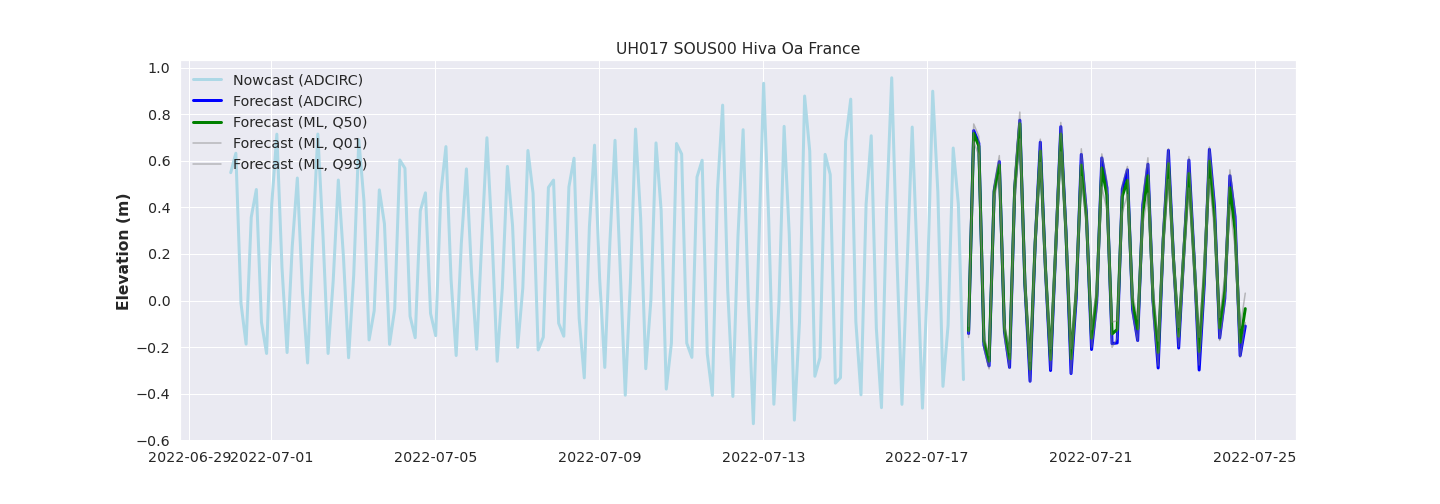 UH017 SOUS00 Hiva Oa France
Nowcast (ADCIRC)
Forecast (ADCIRC)
Forecast (ML, Q50)
Forecast (ML, Q01)
Forecast (ML, Q99)
Elevation (m)
1.0
0.8
0.6
0.4
0.2
0.0
−0.2
−0.4
−0.6
2022-06-29 2022-07-01 2022-07-05 2022-07-09 2022-07-13 2022-07-17 2022-07-21 2022-07-25